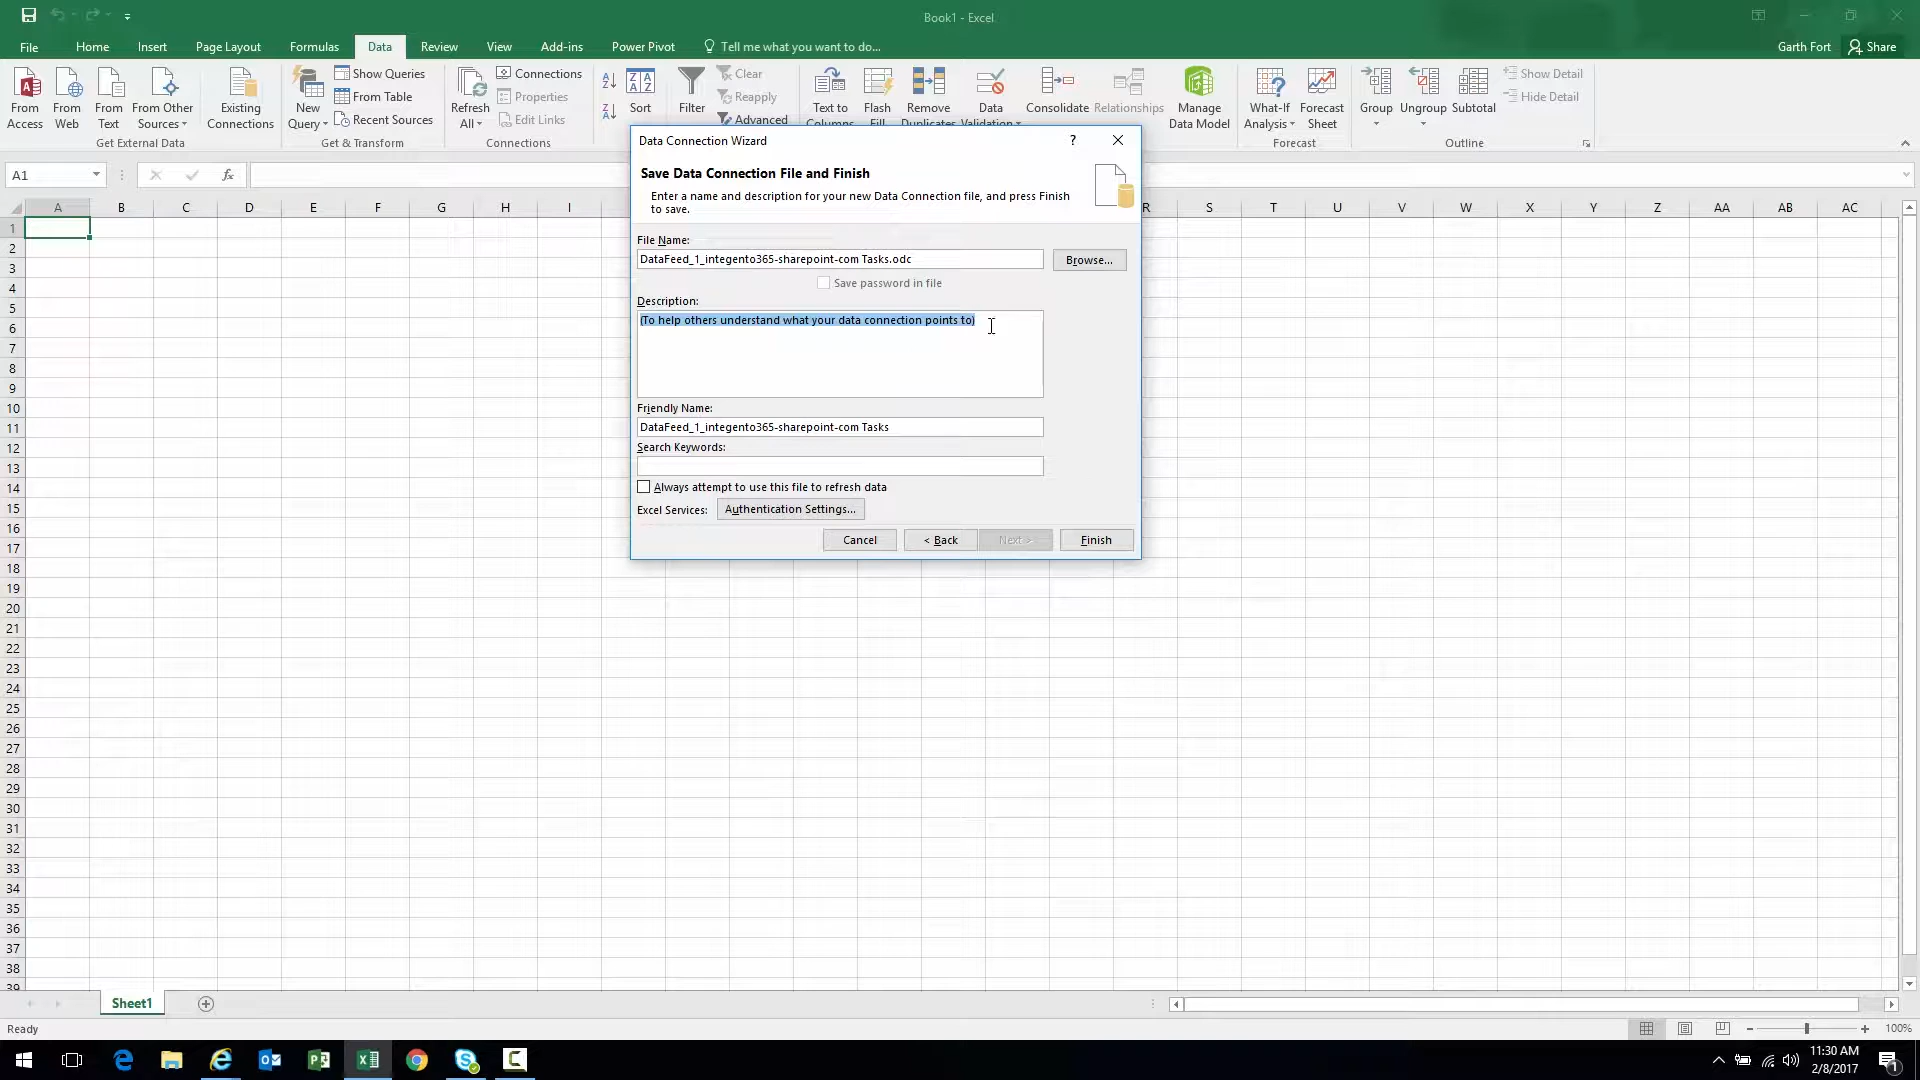 Book1 - Excel
File Home Insert Page Layout Formulas Data Review View Add-ins Power Pivot Tell me what you want to do... Garth Fort Share
From Access
From Web
From Text
From Other Sources
Existing Connections
Get External Data
New Query
Show Queries
From Table
Recent Sources
Get & Transform
Refresh All
Connections
Properties
Edit Links
Connections
Sort
Filter
Clear
Reapply
Advanced
Text to Columns
Flash Fill
Remove Duplicates
Data Validation
Consolidate
Relationships
Manage Data Model
What-If Analysis
Forecast Sheet
Forecast
Group
Ungroup
Subtotal
Show Detail
Hide Detail
Outline
A1
fx
A B C D E F G H I R S T U V W X Y Z AA AB AC
1
2
3
4
5
6
7
8
9
10
11
12
13
14
15
16
17
18
19
20
21
22
23
24
25
26
27
28
29
30
31
32
33
34
35
36
37
38
39
Data Connection Wizard ?
Save Data Connection File and Finish
Enter a name and description for your new Data Connection file, and press Finish
to save.
File Name:
DataFeed_1_integento365-sharepoint-com Tasks.odc
Browse...
Save password in file
Description:
(To help others understand what your data connection points to)
Friendly Name:
DataFeed_1_integento365-sharepoint-com Tasks
Search Keywords:
Always attempt to use this file to refresh data
Excel Services: Authentication Settings...
Cancel < Back Next > Finish
Sheet1
Ready
100%
11:30 AM
2/8/2017
1